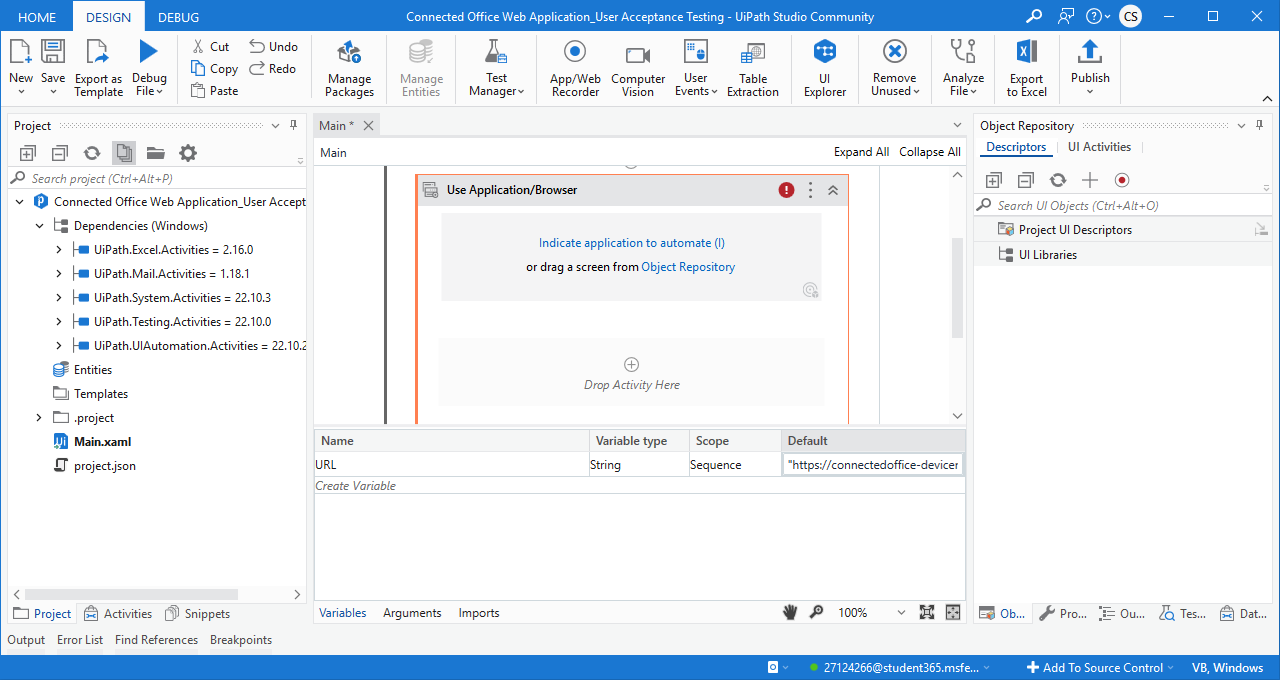 HOME DESIGN DEBUG Connected Office Web Application_User Acceptance Testing - UiPath Studio Community CS
New Save Export as Template Debug File Cut Copy Paste Undo Redo Manage Packages Manage Entities Test Manager App/Web Recorder Computer Vision User Events Table Extraction UI Explorer Remove Unused Analyze File Export to Excel Publish
Project
Search project (Ctrl+Alt+P)
Connected Office Web Application_User Accept
Dependencies (Windows)
UiPath.Excel.Activities = 2.16.0
UiPath.Mail.Activities = 1.18.1
UiPath.System.Activities = 22.10.3
UiPath.Testing.Activities = 22.10.0
UiPath.UIAutomation.Activities = 22.10.2
Entities
Templates
.project
Main.xaml
project.json
Project Activities Snippets
Main *
Main Expand All Collapse All
Use Application/Browser
Indicate application to automate (I)
or drag a screen from Object Repository
Drop Activity Here
Name Variable type Scope Default
URL String Sequence "https://connectedoffice-devicer
Create Variable
Variables Arguments Imports 100%
Object Repository
Descriptors UI Activities
Search UI Objects (Ctrl+Alt+O)
Project UI Descriptors
UI Libraries
Ob... Pro... Ou... Tes... Dat...
Output Error List Find References Breakpoints
27124266@student365.msfe... Add To Source Control VB, Windows